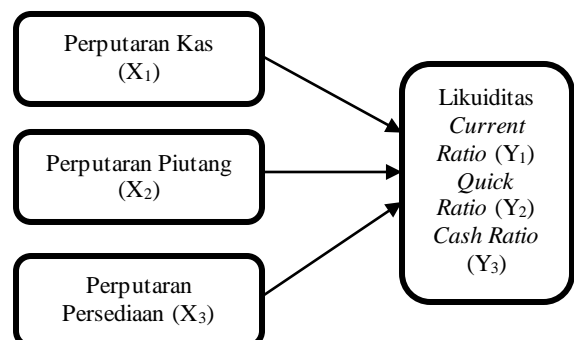 Perputaran Kas
(X₁)
Perputaran Piutang
(X₂)
Perputaran
Persediaan (X₃)
Likuiditas
Current
Ratio (Y₁)
Quick
Ratio (Y₂)
Cash Ratio
(Y₃)